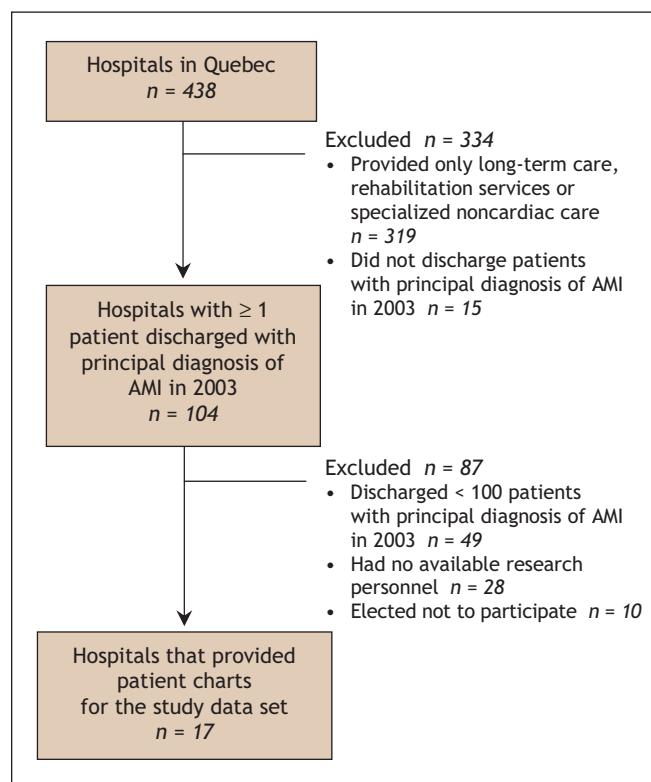 Hospitals in Quebec
n = 438
Excluded n = 334
• Provided only long-term care,
rehabilitation services or
specialized noncardiac care
n = 319
• Did not discharge patients
with principal diagnosis of AMI
in 2003 n = 15
Hospitals with ≥ 1
patient discharged with
principal diagnosis of
AMI in 2003
n = 104
Excluded n = 87
• Discharged < 100 patients
with principal diagnosis of AMI
in 2003 n = 49
• Had no available research
personnel n = 28
• Elected not to participate n = 10
Hospitals that provided
patient charts
for the study data set
n = 17